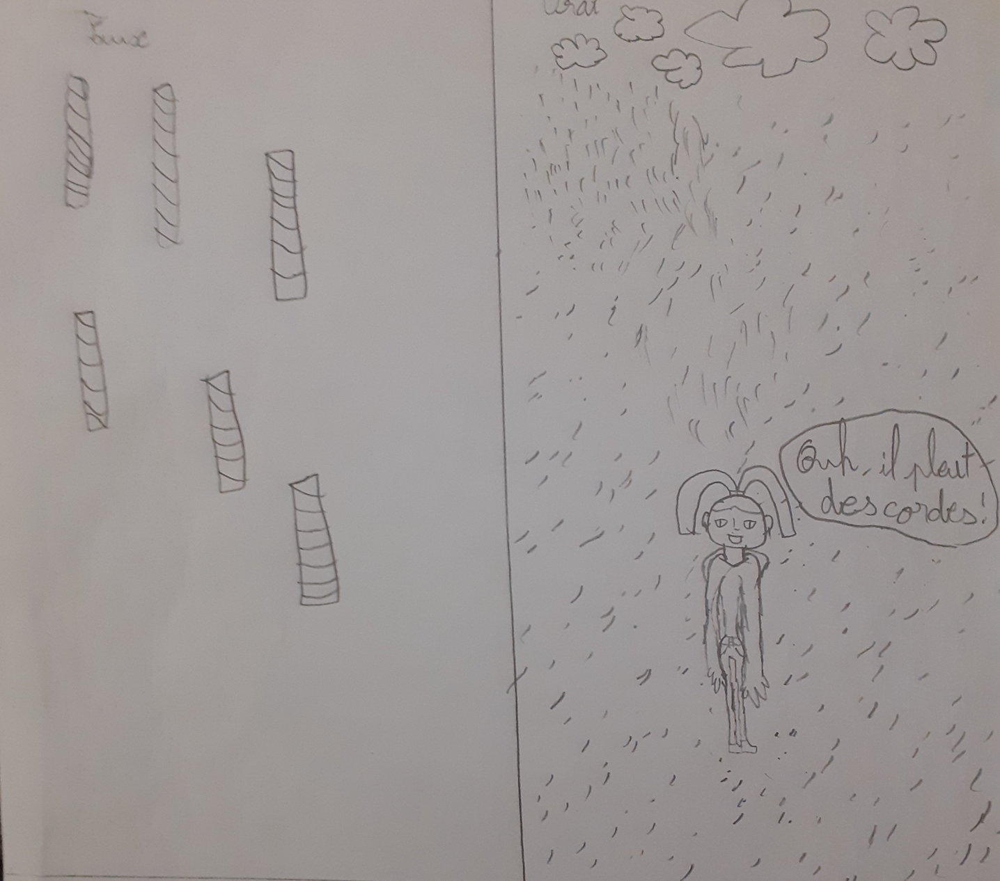 Faux
Vrai
Ouh, il pleut
des cordes!